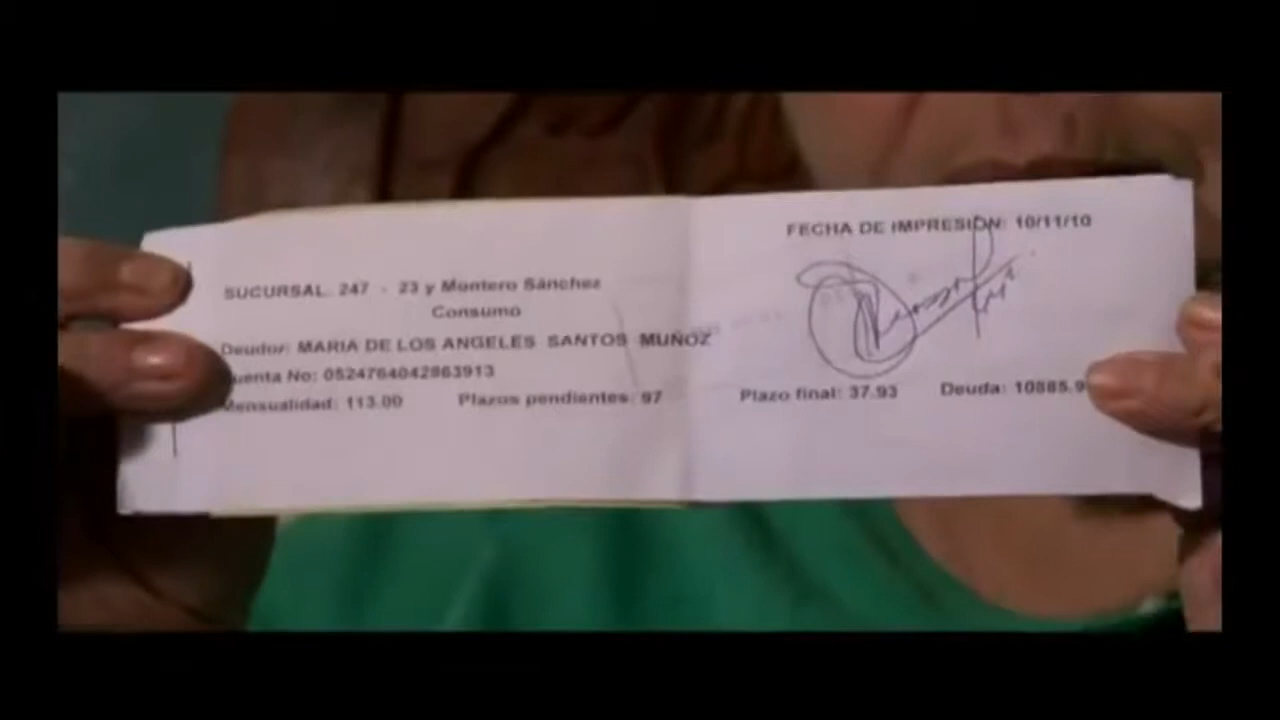 FECHA DE IMPRESIÓN: 10/11/10
SUCURSAL. 247 - 23 y Montero Sánchez
Consumo
Deudor: MARIA DE LOS ANGELES SANTOS MUÑOZ
uenta No: 0524764042863913
Mensualidad: 113.00 Plazos pendientes: 97 Plazo final: 37.93 Deuda: 10885.9